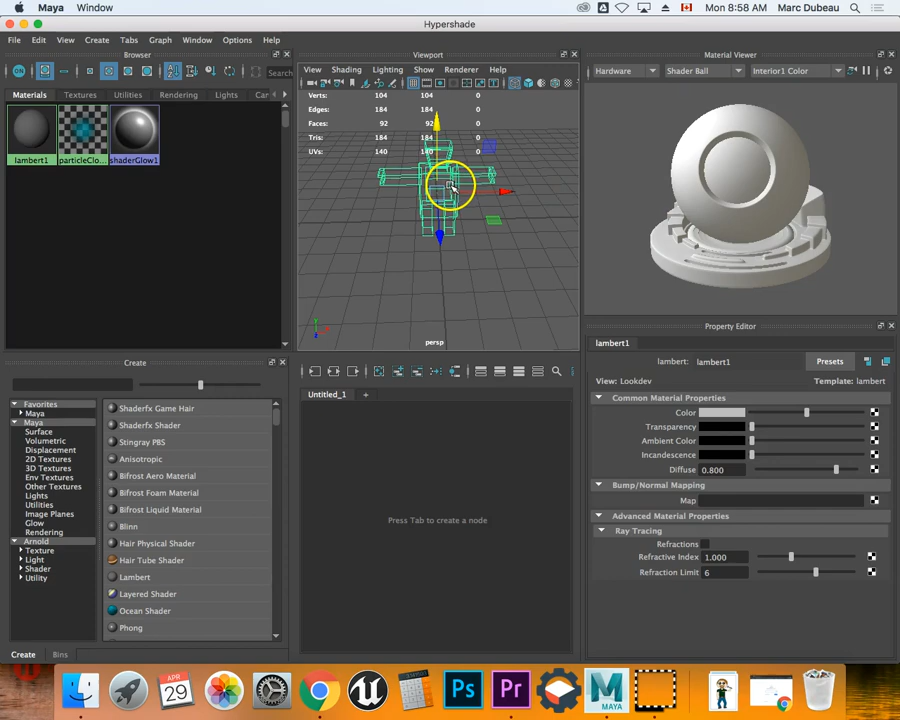 Maya Window Mon 8:58 AM Marc Dubeau
Hypershade
File Edit View Create Tabs Graph Window Options Help
Browser
ON
Search
Materials Textures Utilities Rendering Lights
lambert1 particleClo... shaderGlow1
Viewport
View Shading Lighting Show Renderer Help
Verts: 104 104 0
Edges: 184 184 0
Faces: 92 92 0
Tris: 184 184 0
UVs: 140 140 0
persp
Material Viewer
Hardware Shader Ball Interior1 Color
Create
Favorites
Maya
Maya
Surface
Volumetric
Displacement
2D Textures
3D Textures
Env Textures
Other Textures
Lights
Utilities
Image Planes
Glow
Rendering
Arnold
Texture
Light
Shader
Utility
Shaderfx Game Hair
Shaderfx Shader
Stingray PBS
Anisotropic
Bifrost Aero Material
Bifrost Foam Material
Bifrost Liquid Material
Blinn
Hair Physical Shader
Hair Tube Shader
Lambert
Layered Shader
Ocean Shader
Phong
Create Bins
Untitled_1 +
Press Tab to create a node
Property Editor
lambert1
lambert: lambert1 Presets
View: Lookdev Template: lambert
Common Material Properties
Color
Transparency
Ambient Color
Incandescence
Diffuse 0.800
Bump/Normal Mapping
Map
Advanced Material Properties
Ray Tracing
Refractions
Refractive Index 1.000
Refraction Limit 6
APR
29
Ps
Pr
MAYA